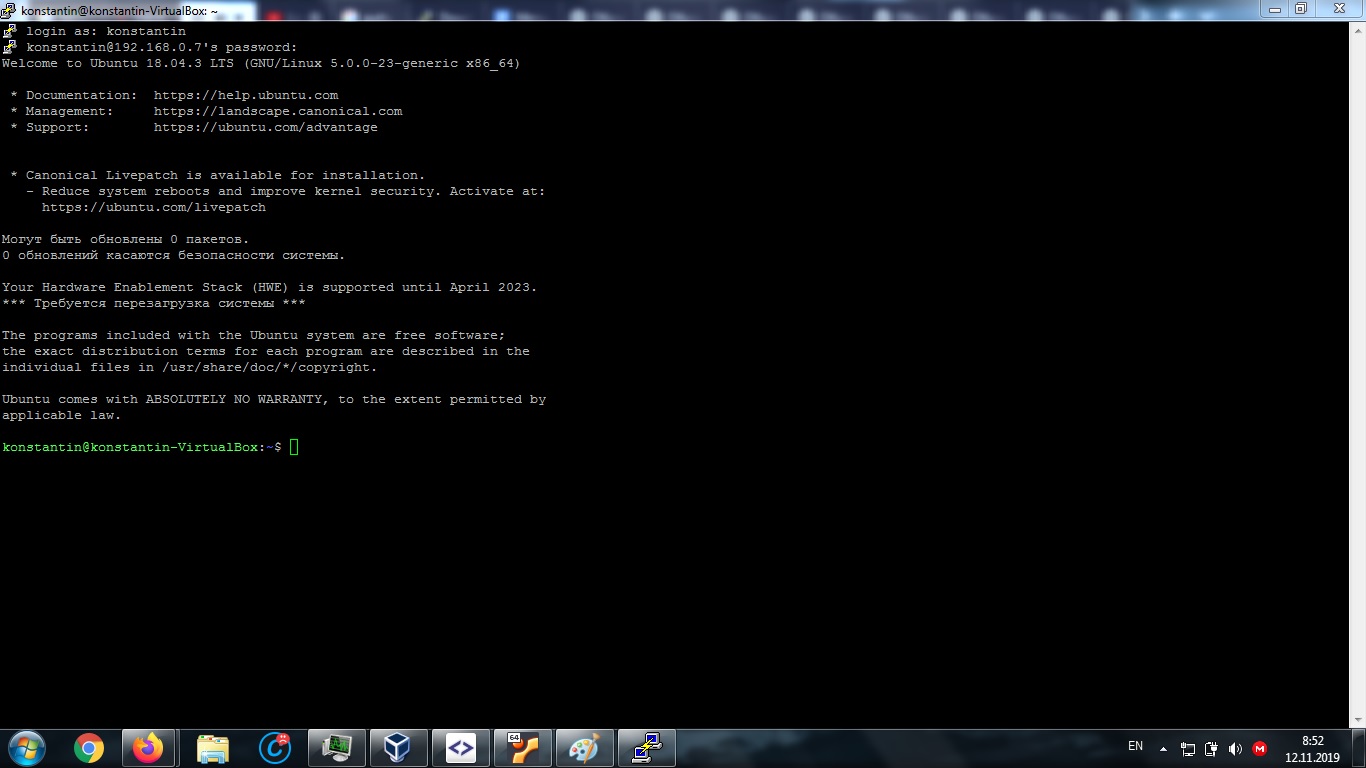 konstantin@konstantin-VirtualBox: ~
login as: konstantin
konstantin@192.168.0.7's password:
Welcome to Ubuntu 18.04.3 LTS (GNU/Linux 5.0.0-23-generic x86_64)
* Documentation:  https://help.ubuntu.com
* Management:     https://landscape.canonical.com
* Support:        https://ubuntu.com/advantage
* Canonical Livepatch is available for installation.
- Reduce system reboots and improve kernel security. Activate at:
https://ubuntu.com/livepatch
Могут быть обновлены 0 пакетов.
0 обновлений касаются безопасности системы.
Your Hardware Enablement Stack (HWE) is supported until April 2023.
*** Требуется перезагрузка системы ***
The programs included with the Ubuntu system are free software;
the exact distribution terms for each program are described in the
individual files in /usr/share/doc/*/copyright.
Ubuntu comes with ABSOLUTELY NO WARRANTY, to the extent permitted by
applicable law.
konstantin@konstantin-VirtualBox:~$
64
EN
8:52
12.11.2019